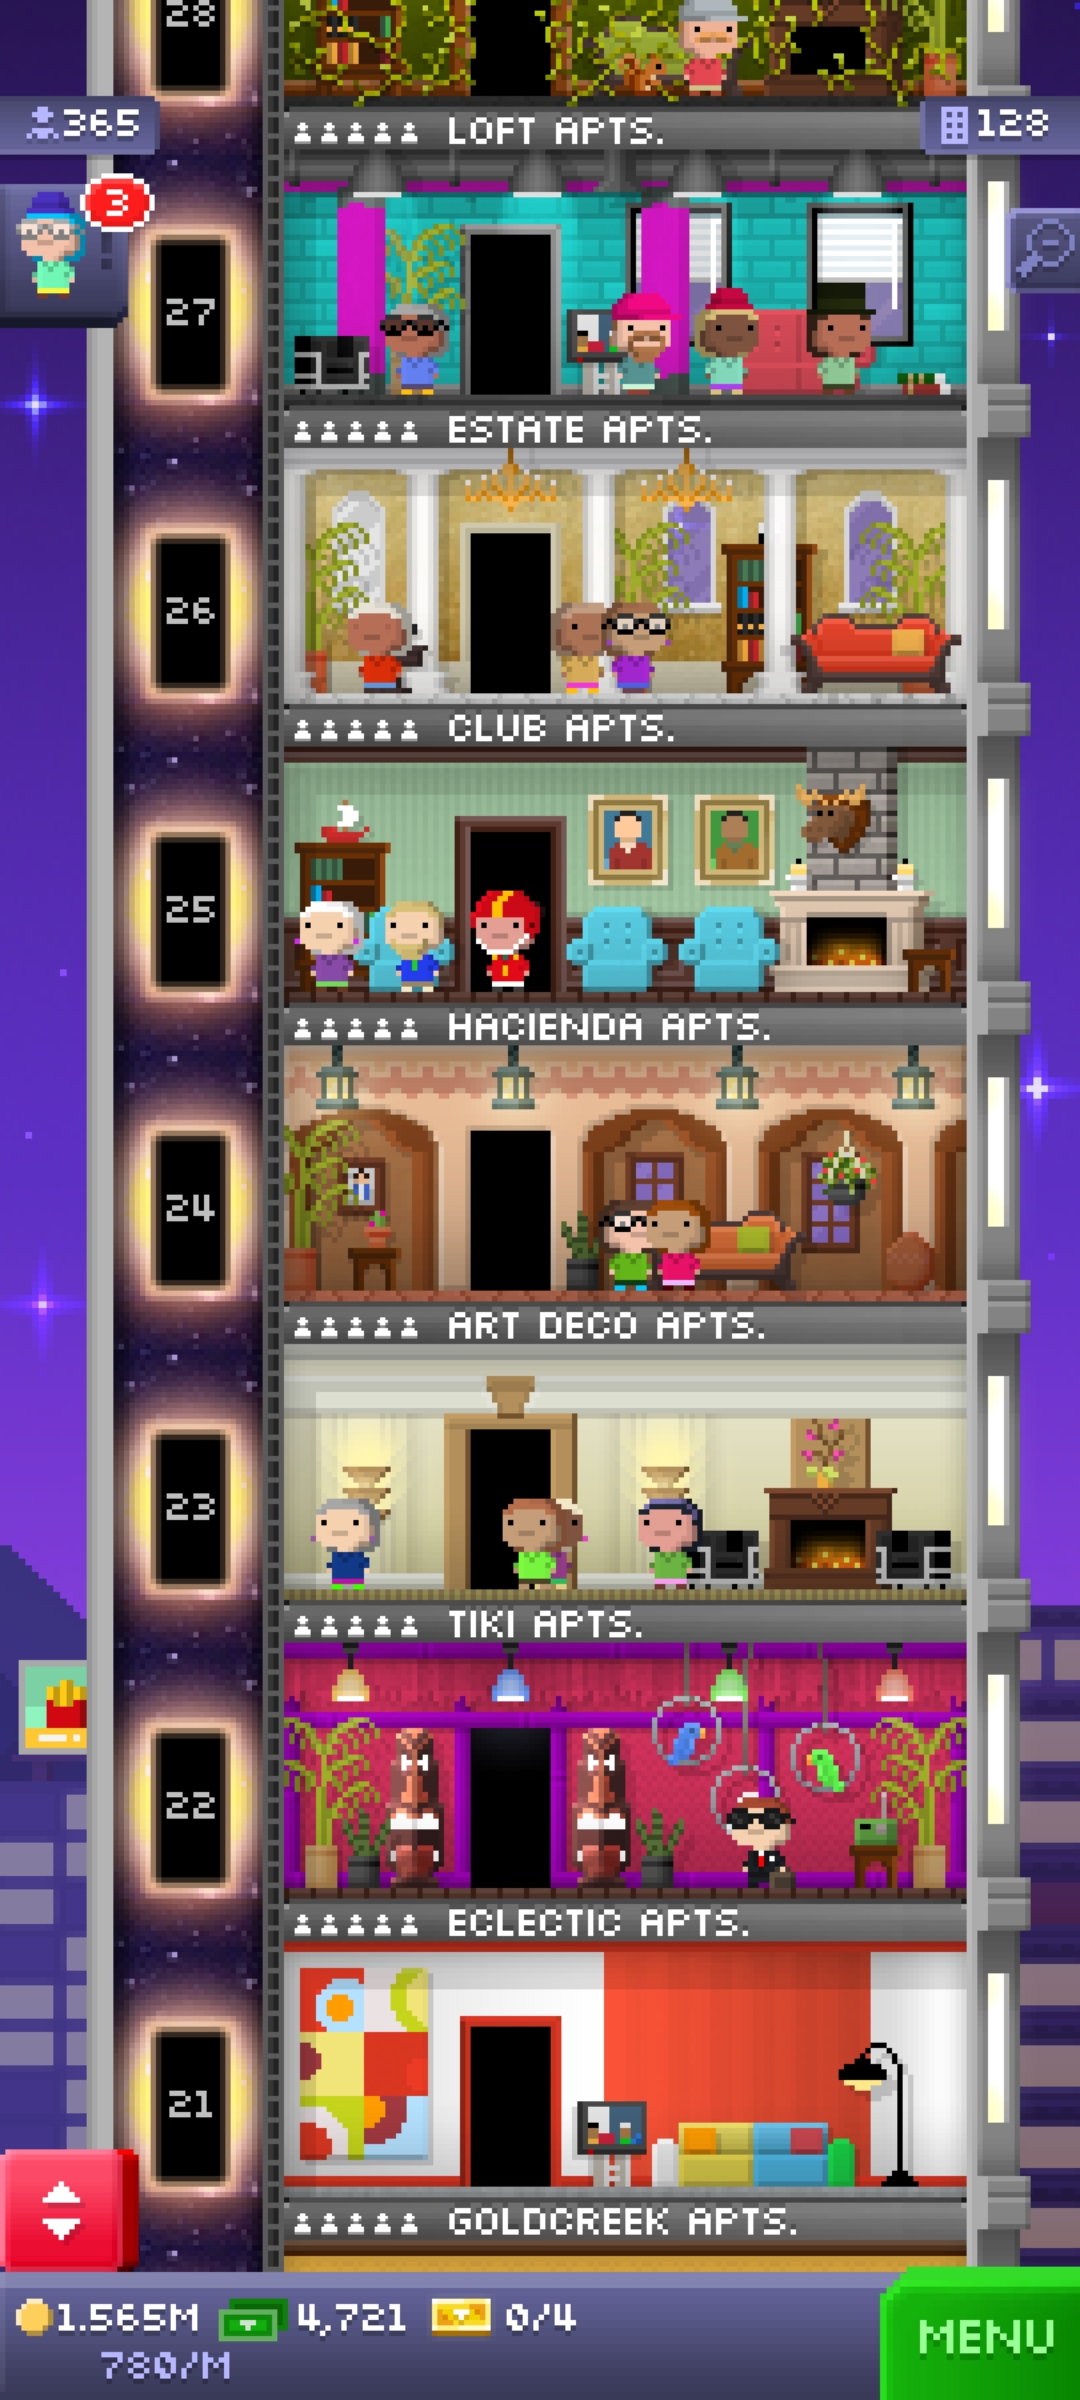 28
365
LOFT APTS.
128
3
27
ESTATE APTS.
26
CLUB APTS.
25
HACIENDA APTS.
24
ART DECO APTS.
23
TIKI APTS.
22
ECLECTIC APTS.
21
GOLDCREEK APTS.
1.565M 4,721 0/4
780/M
MENU